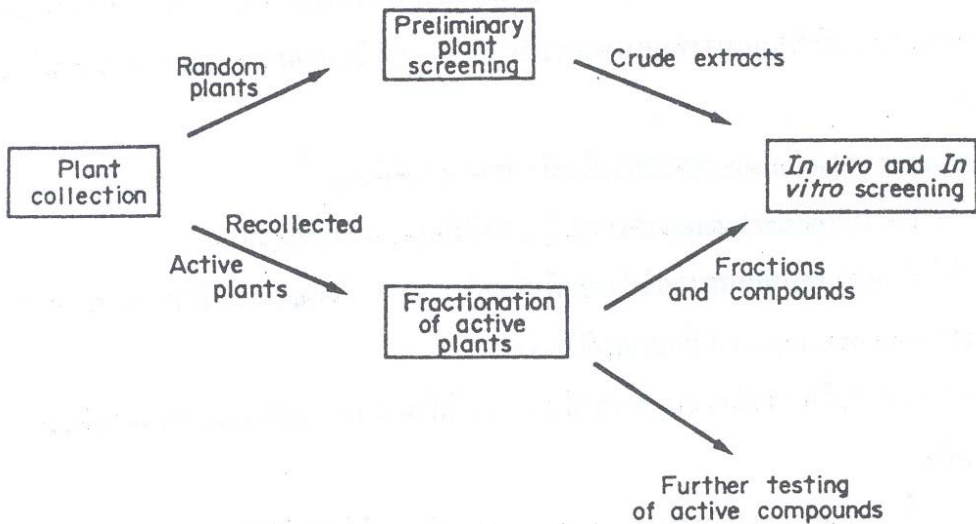 Preliminary
plant
screening
Random
plants
Crude extracts
Plant
collection
In vivo and In
vitro screening
Recollected
Active
plants
Fractions
and compounds
Fractionation
of active
plants
Further testing
of active compounds